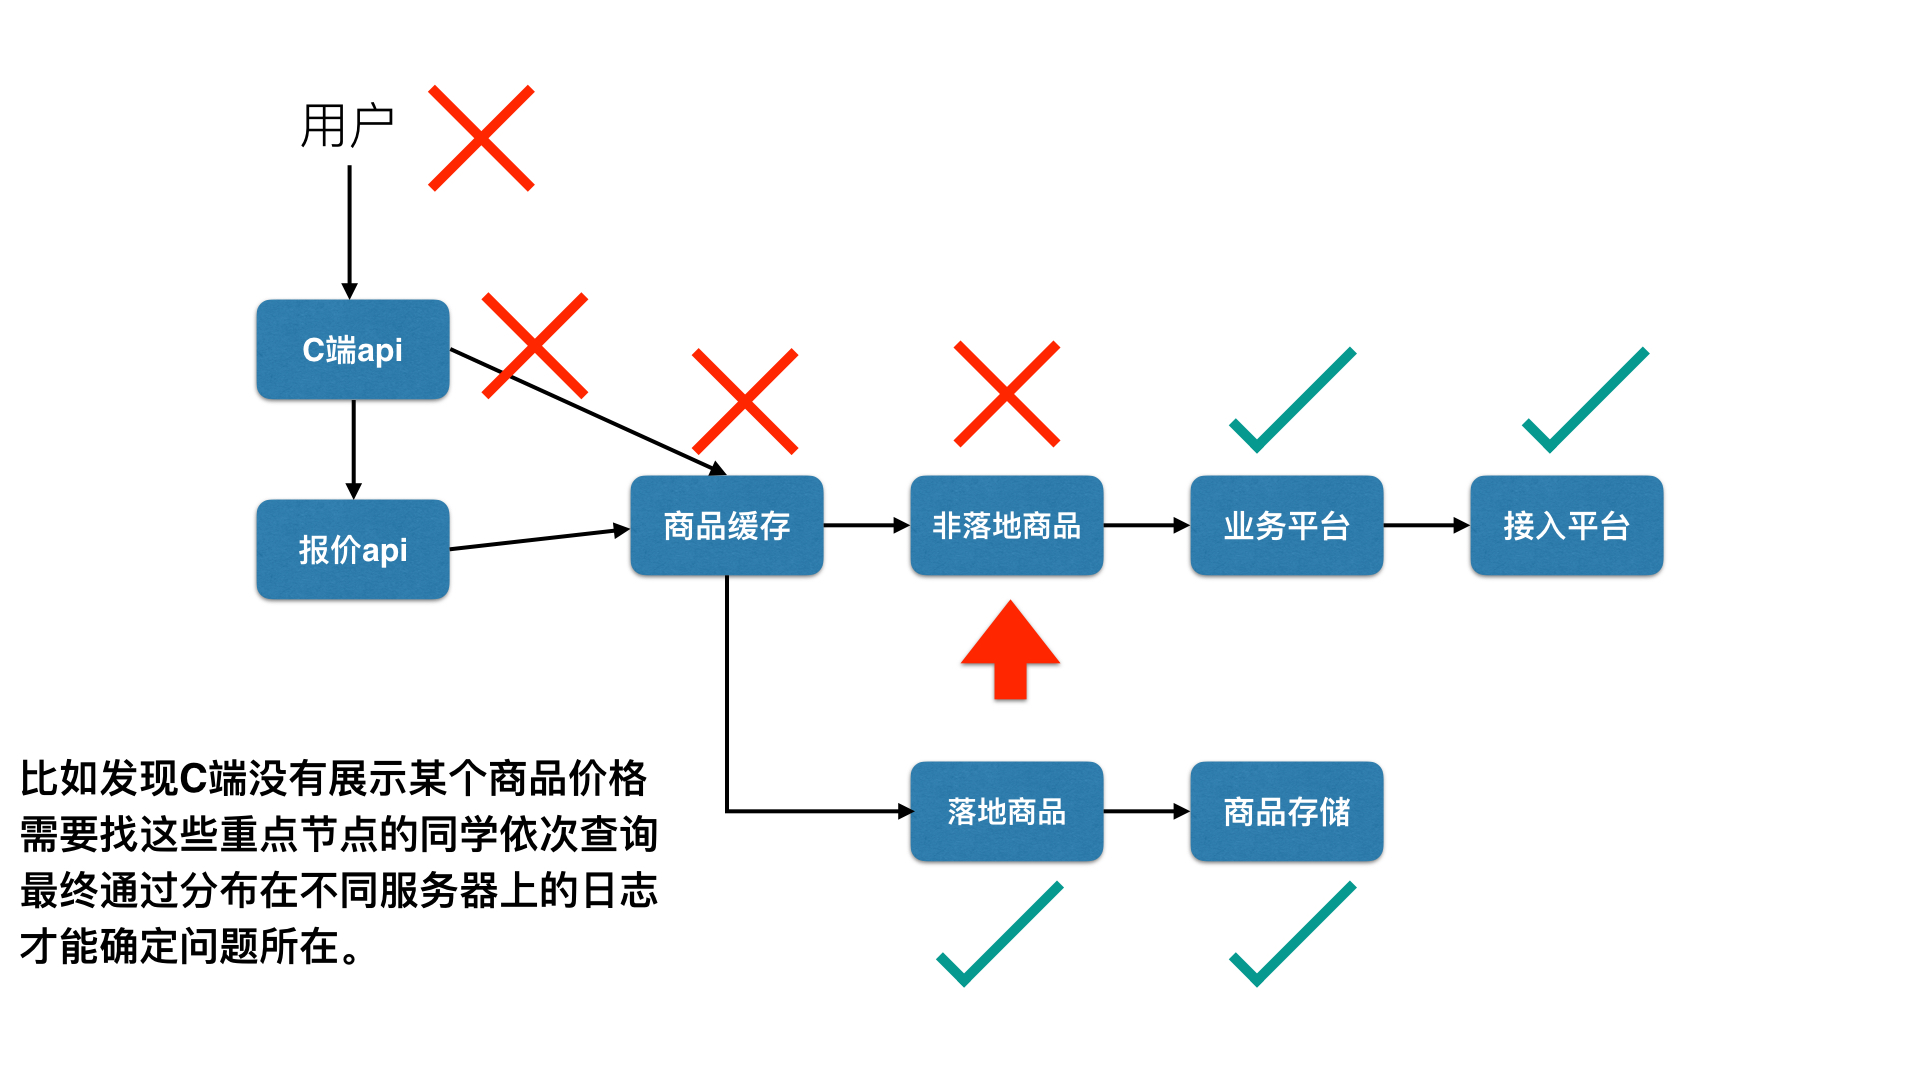 用户
C端api
报价api
商品缓存
非落地商品
业务平台
接入平台
落地商品
商品存储
比如发现C端没有展示某个商品价格
需要找这些重点节点的同学依次查询
最终通过分布在不同服务器上的日志
才能确定问题所在。